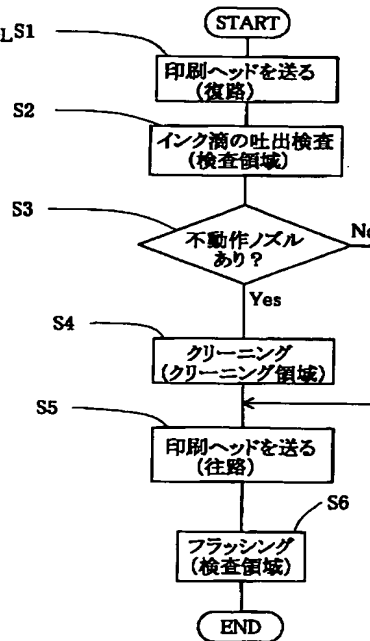 START
LS1
印刷ヘッドを送る
(復路)
S2
インク滴の吐出検査
(検査領域)
S3
不動作ノズル
あり?
No
Yes
S4
クリーニング
(クリーニング領域)
S5
印刷ヘッドを送る
(往路)
S6
フラッシング
(検査領域)
END